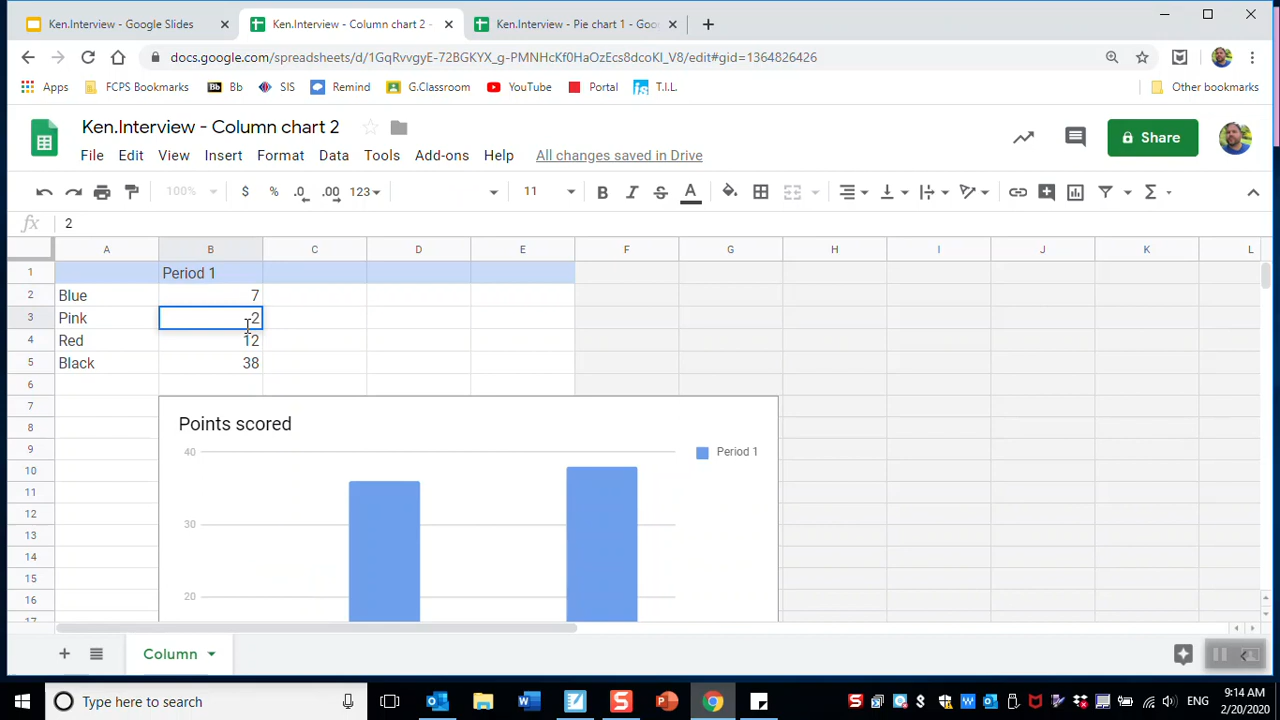 Ken.Interview - Google Slides
Ken.Interview - Column chart 2 -
Ken.Interview - Pie chart 1 - Goo
docs.google.com/spreadsheets/d/1GqRvvgyE-72BGKYX_g-PMNHcKf0HaOzEcs8dcoKI_V8/edit#gid=1364826426
Apps FCPS Bookmarks Bb Bb SIS Remind G.Classroom YouTube Portal is T.I.L. Other bookmarks
Ken.Interview - Column chart 2
Share
File Edit View Insert Format Data Tools Add-ons Help All changes saved in Drive
100% $ % .0 .00 123 11 B I S A Σ
fx 2
A B C D E F G H I J K L
1 Period 1
2 Blue 7
3 Pink 2
4 Red 12
5 Black 38
6
7
8 Points scored
9 40 Period 1
10
11
12
13 30
14
15
16 20
17
Column
Type here to search
ENG
9:14 AM
2/20/2020